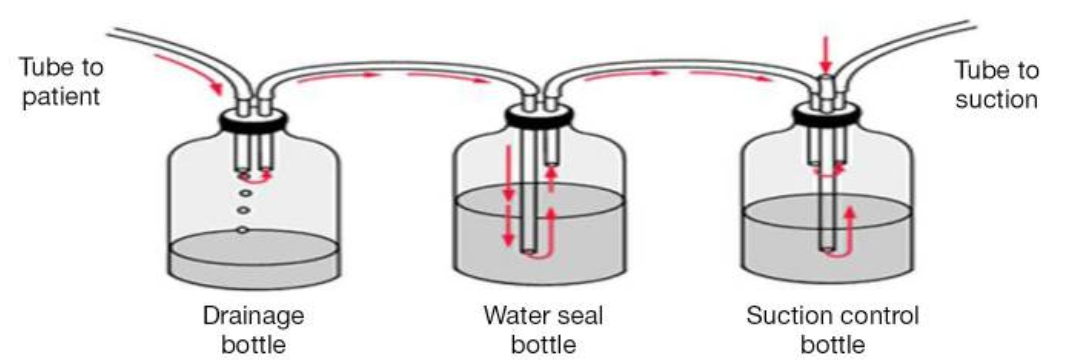 Tube to
patient
Tube to
suction
Drainage
bottle
Water seal
bottle
Suction control
bottle